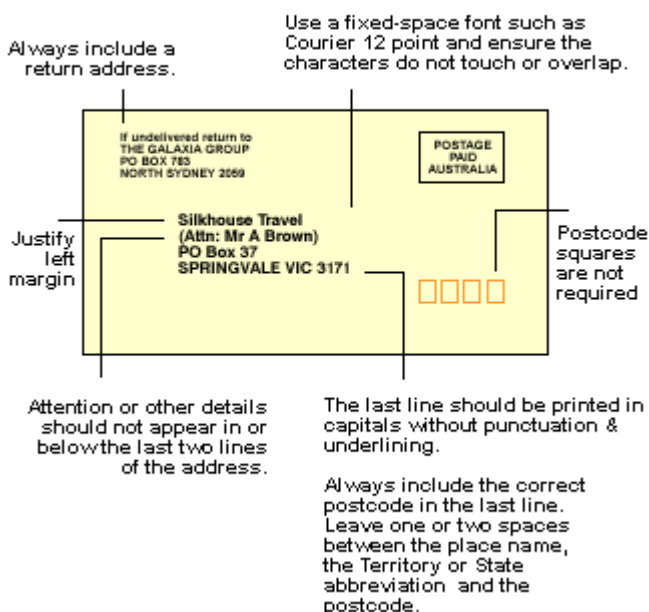 Always include a
return address.
Use a fixed-space font such as
Courier 12 point and ensure the
characters do not touch or overlap.
If undelivered return to
THE GALAXIA GROUP
PO BOX 783
NORTH SYDNEY 2059
POSTAGE
PAID
AUSTRALIA
Justify
left
margin
Silkhouse Travel
(Attn: Mr A Brown)
PO Box 37
SPRINGVALE VIC 3171
Postcode
squares
are not
required
Attention or other details
should not appear in or
below the last two lines
of the address.
The last line should be printed in
capitals without punctuation &
underlining.
Always include the correct
postcode in the last line.
Leave one or two spaces
between the place name,
the Territory or State
abbreviation and the
postcode.